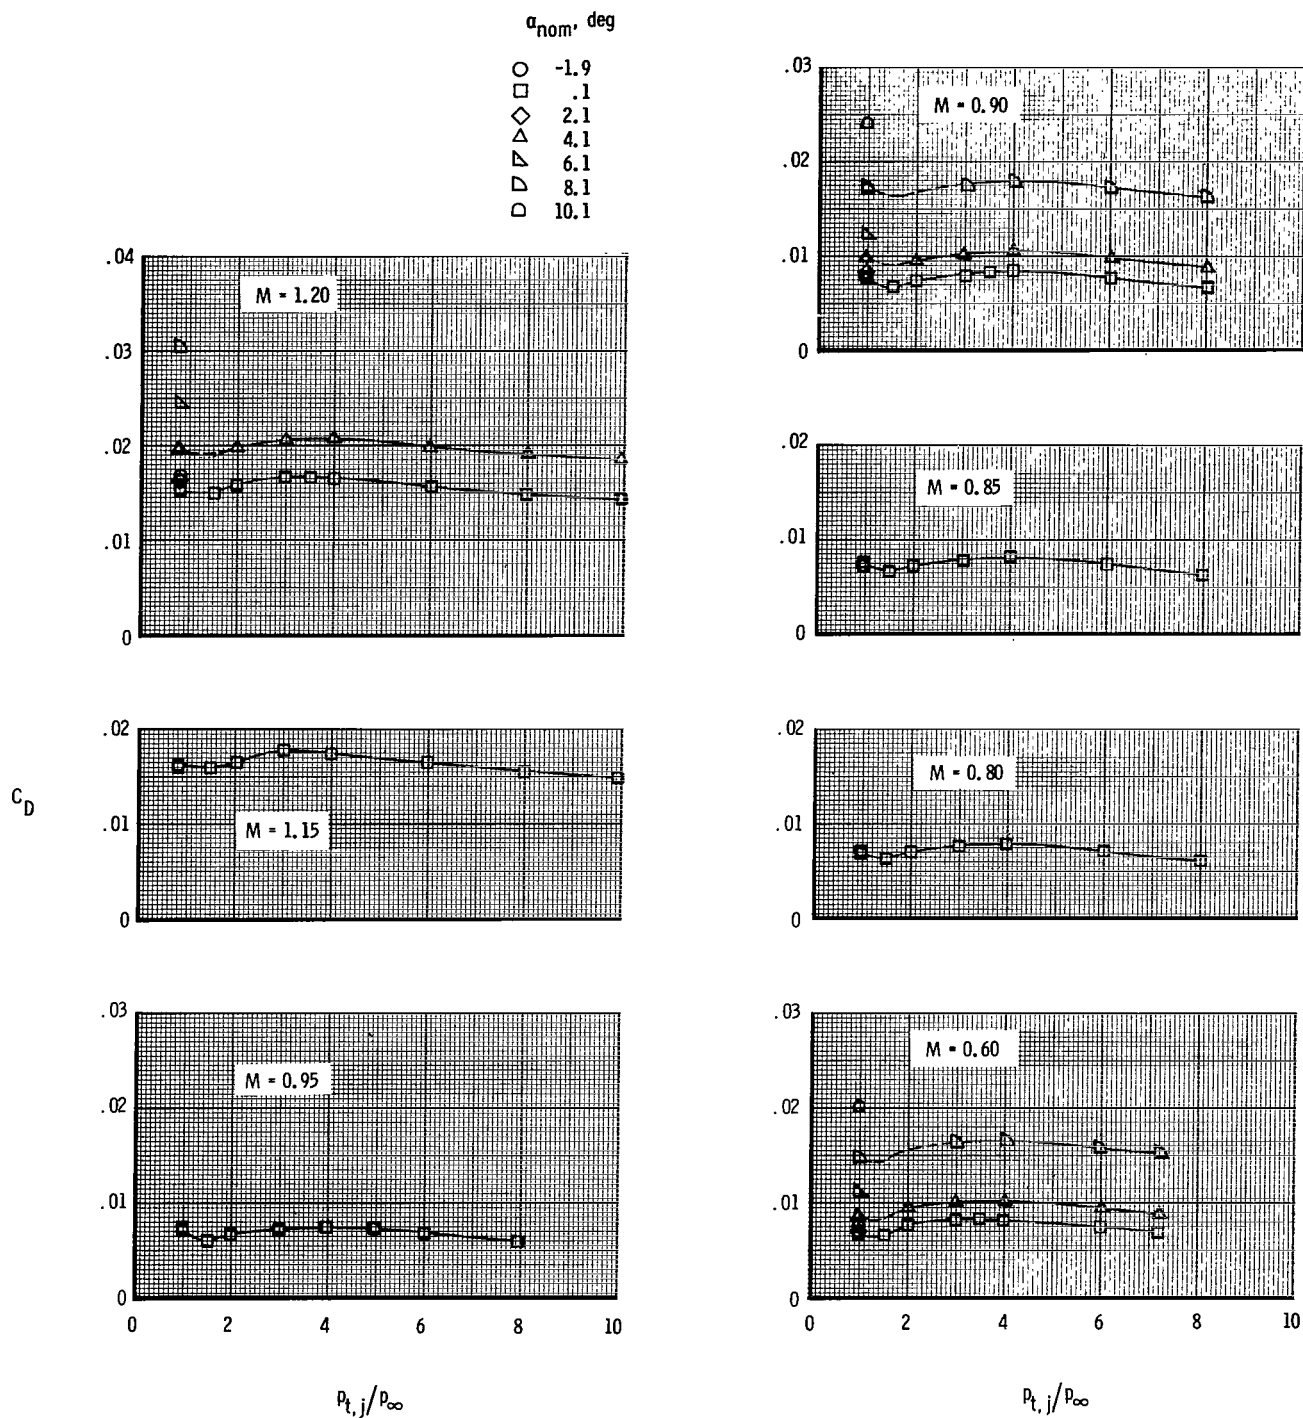 α_nom, deg
-1.9
.1
2.1
4.1
6.1
8.1
10.1
.04
.03
.02
.01
0
M = 1.20
.02
.01
0
M = 1.15
C_D
.03
.02
.01
0
M = 0.95
0 2 4 6 8 10
p_t,j/p_∞
.03
.02
.01
0
M = 0.90
.02
.01
0
M = 0.85
.02
.01
0
M = 0.80
.03
.02
.01
0
M = 0.60
0 2 4 6 8 10
p_t,j/p_∞